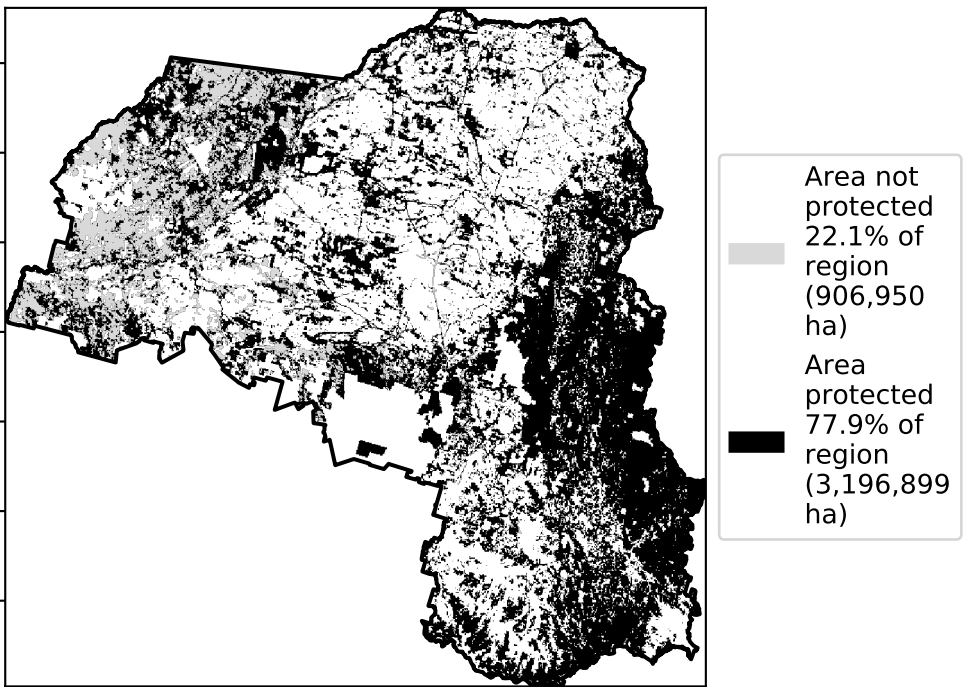 Area not
protected
22.1% of
region
(906,950
ha)
Area
protected
77.9% of
region
(3,196,899
ha)